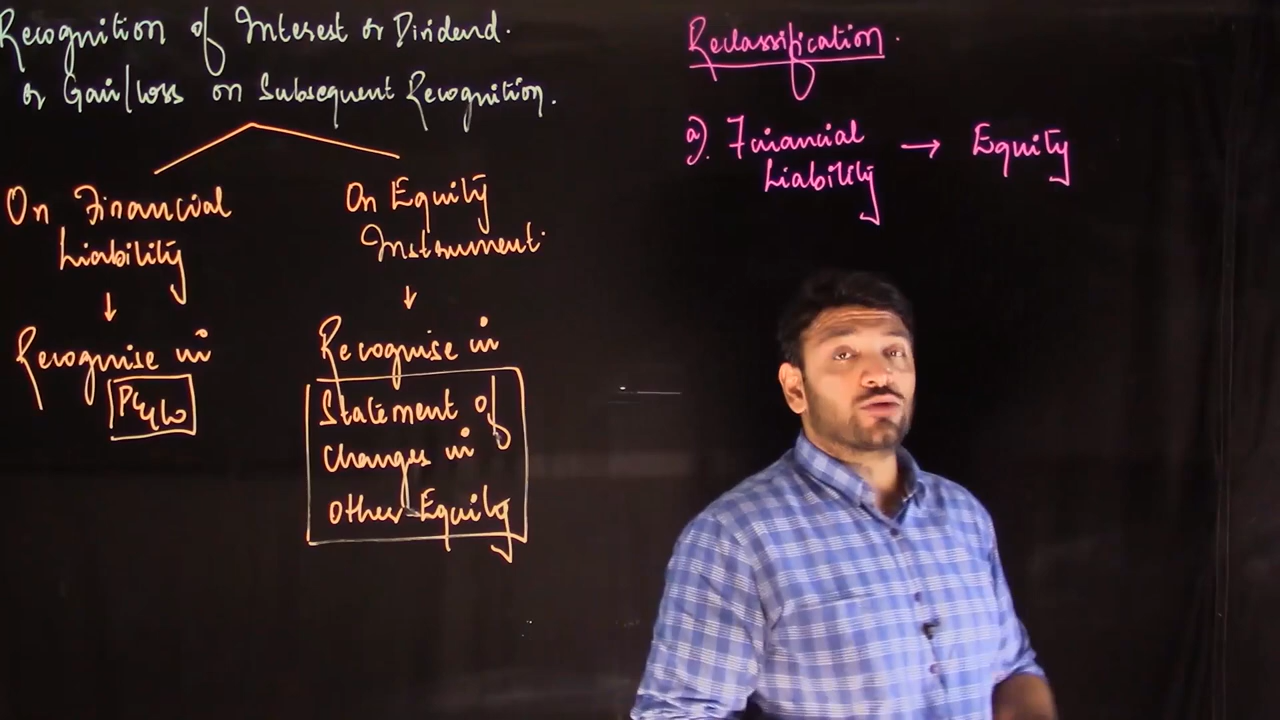 Recognition of Interest or Dividend.
or Gain/Loss on Subsequent Recognition.
On Financial
Liability
↓
Recognise in
On Equity
Instrument.
↓
Recognise in
Statement of
changes in
other Equity
Reclassification.
a). Financial → Equity
Liability